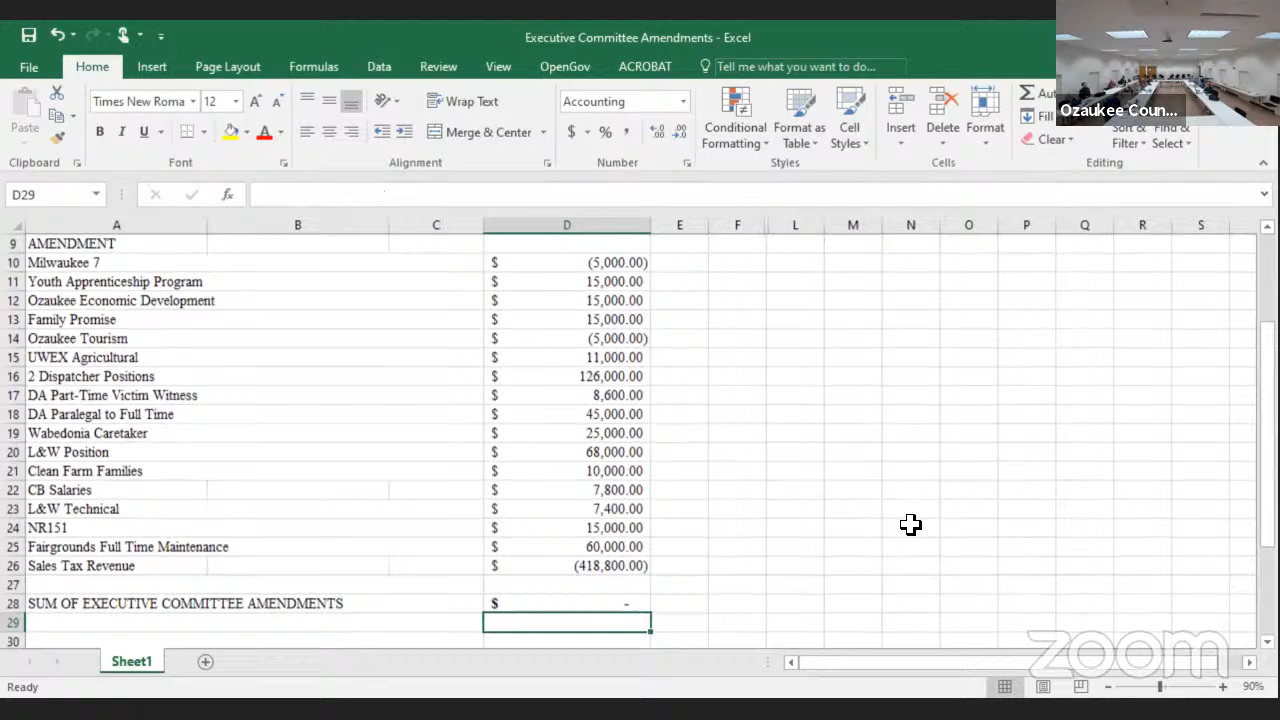 Executive Committee Amendments - Excel
File Home Insert Page Layout Formulas Data Review View OpenGov ACROBAT Tell me what you want to do...
Ozaukee Coun...
Times New Roma 12 Wrap Text Accounting
Paste B I U Merge & Center $ % , Conditional Formatting Format as Table Cell Styles Insert Delete Format Fill Clear Sort & Filter Find & Select
Clipboard Font Alignment Number Styles Cells Editing
D29 fx
A B C D E F L M N O P Q R S
9 AMENDMENT
10 Milwaukee 7 $ (5,000.00)
11 Youth Apprenticeship Program $ 15,000.00
12 Ozaukee Economic Development $ 15,000.00
13 Family Promise $ 15,000.00
14 Ozaukee Tourism $ (5,000.00)
15 UWEX Agricultural $ 11,000.00
16 2 Dispatcher Positions $ 126,000.00
17 DA Part-Time Victim Witness $ 8,600.00
18 DA Paralegal to Full Time $ 45,000.00
19 Wabedonia Caretaker $ 25,000.00
20 L&W Position $ 68,000.00
21 Clean Farm Families $ 10,000.00
22 CB Salaries $ 7,800.00
23 L&W Technical $ 7,400.00
24 NR151 $ 15,000.00
25 Fairgrounds Full Time Maintenance $ 60,000.00
26 Sales Tax Revenue $ (418,800.00)
27
28 SUM OF EXECUTIVE COMMITTEE AMENDMENTS $ -
29
30
zoom
Sheet1
Ready 90%